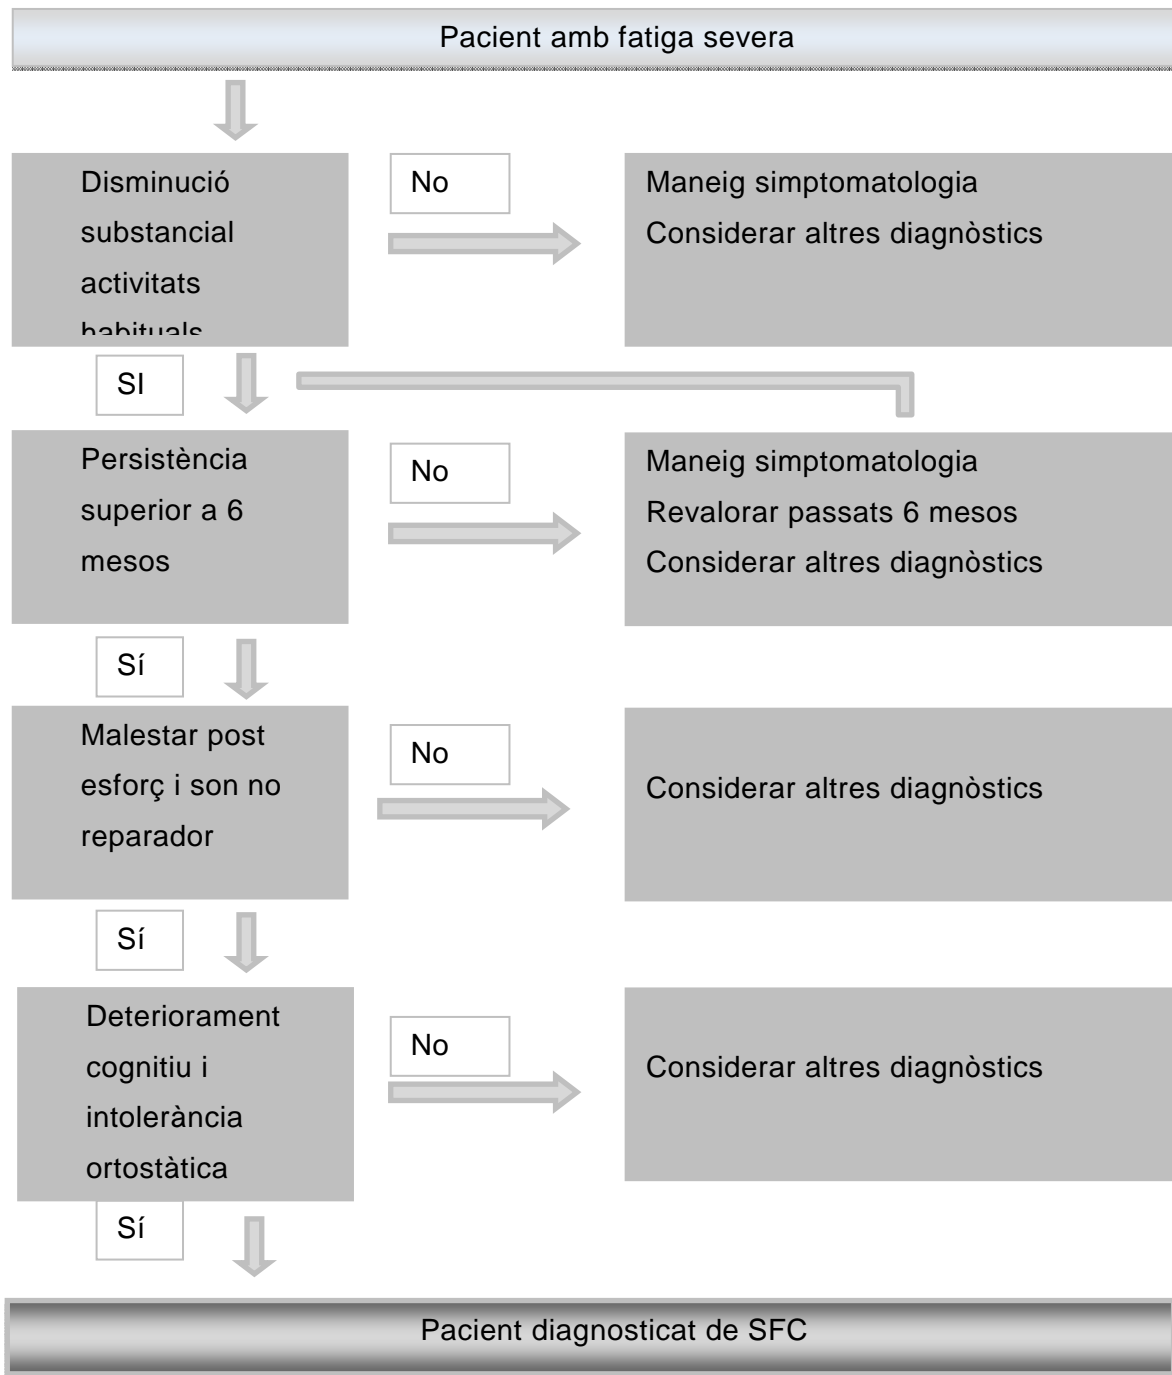 Pacient amb fatiga severa
Disminució
substancial
activitats
habituals
No
Maneig simptomatologia
Considerar altres diagnòstics
SI
Persistència
superior a 6
mesos
No
Maneig simptomatologia
Revalorar passats 6 mesos
Considerar altres diagnòstics
Sí
Malestar post
esforç i son no
reparador
No
Considerar altres diagnòstics
Sí
Deteriorament
cognitiu i
intolerància
ortostàtica
No
Considerar altres diagnòstics
Sí
Pacient diagnosticat de SFC